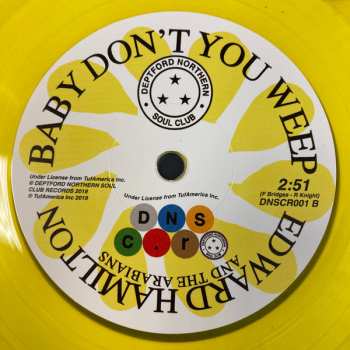 BABY DON'T YOU WEEP
DEPTFORD NORTHERN
SOUL CLUB
Under License from TufAmerica Inc.
℗ DEPTFORD NORTHERN SOUL
CLUB RECORDS 2019
© TufAmerica Inc 2019
Under License from TufAmerica Inc.
2:51
(F Bridges - R Knight)
DNSCR001 B
DNS
c.r
EDWARD HAMILTON
AND THE ARABIANS